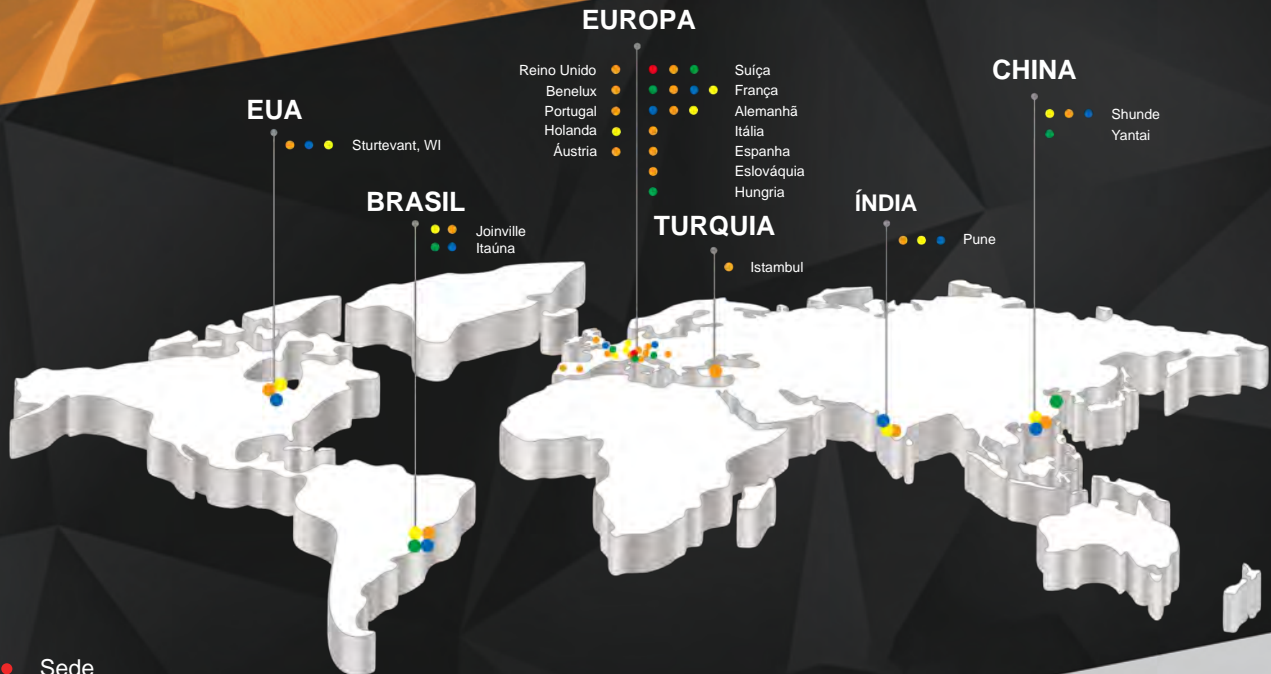 EUROPA
Reino Unido
Benelux
Portugal
Holanda
Áustria
Suíça
França
Alemanhã
Itália
Espanha
Eslováquia
Hungria
CHINA
Shunde
Yantai
EUA
Sturtevant, WI
BRASIL
Joinville
Itaúna
TURQUIA
Istambul
ÍNDIA
Pune
Sede